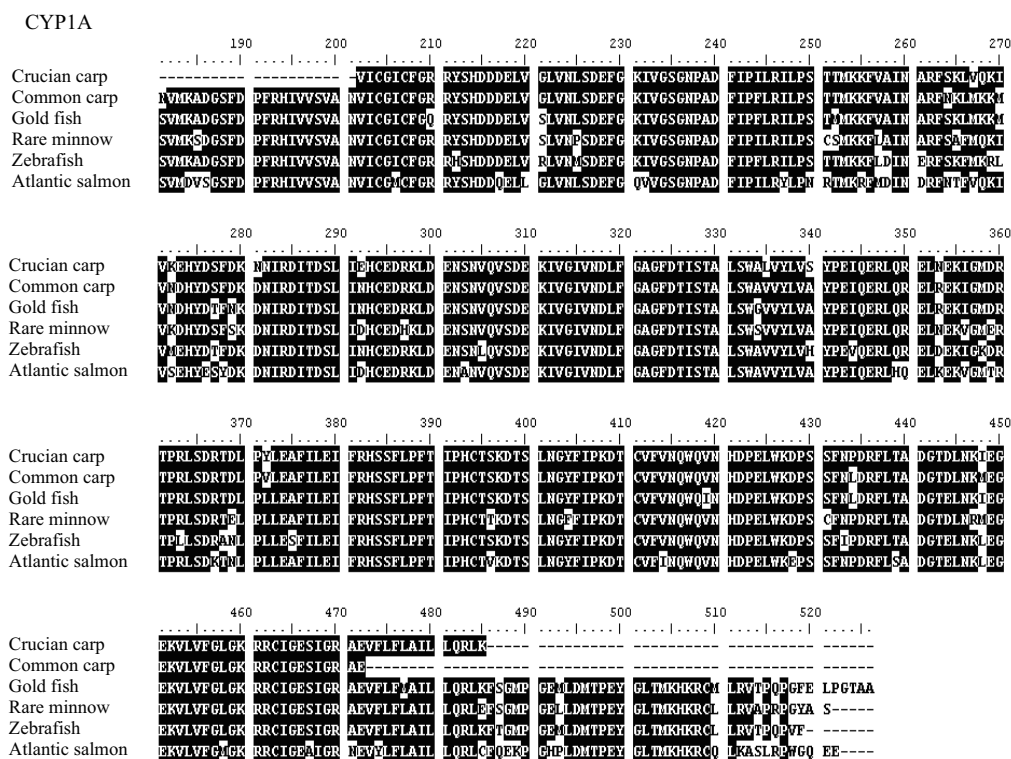 CYP1A
190 200 210 220 230 240 250 260 270
Crucian carp ---------- ----------VICGICFGR RYSHDDDELV GLVNLSDEFG KIVGSGNPAD FIPILRILPS TTMKKFVAIN ARFSKLVQKI
Common carp NVMKADGSFD PFRHIVVSVA NVICGICFGR RYSHDDDELV GLVNLSDEFG KIVGSGNPAD FIPFLRILPS TTMKKFVAIN ARFNKLMKKM
Gold fish SVMKADGSFD PFRHIVVSVA NVICGICFGQ RYSHDDDELV SLVNLSDEFG KIVGSGNPAD FIPILRILPS TMMKKFVAIN ARFSKLMKKM
Rare minnow SVMKSDGSFD PFRHIVVSVA NVICGICFGR RYSHDDDELV SLVNPSDEFG KIVGSGNPAD FIPILRILPS CSMKKFVAIN ARFSAFMQKI
Zebrafish SVMKADGSFD PFRHIVVSVA NVICGICFGR RHSHDDDELV RLVNMSDEFG KIVGSGNPAD FIPILRILPS TTMKKFLDIN ERFSKFMKRL
Atlantic salmon SVMDVSGSFD PFRHIVVSVA NVICGMCFGR RYSHDDQELL GLVNLSDEFG QVVGSGNPAD FIPILRYLPN RTMKRFMDIN DRFNTFVQKI
280 290 300 310 320 330 340 350 360
Crucian carp VKEHYDSFDK NNIRDITDSL IEHCEDRKLD ENSNVQVSDE KIVGIVNDLF GAGFDTISTA LSWALVYLVS YPEIQERLQR ELNEKIGMDR
Common carp VNDHYDSFDK DNIRDITDSL INHCEDRKLD ENSNVQVSDE KIVGIVNDLF GAGFDTISTA LSWAVVYLVA YPEIQERLQR ELREKIGMDR
Gold fish VNDHYDTFNK DNIRDITDSL INHCEDRKLD ENSNVQVSDE KIVGIVNDLF GAGFDTISTA LSWGVVYLVA YPEIQERLQR ELREKIGMDR
Rare minnow VKDHYDSFSK DNIRDITDSL IDHCEDHKLD ENSNVQVSDE KIVGIVNDLF GAGFDTISTA LSWSVVYLVA YPEIQERLQR ELNEKVGMER
Zebrafish VMEHYDTFDK DNIRDITDSL INHCEDRKLD ENSNLQVSDE KIVGIVNDLF GAGFDTISTA LSWAVVYLVH YPEVQERLQR ELDEKIGKDR
Atlantic salmon VSEHYESYDK DNIRDITDSL IDHCEDRKLD ENANVQVSDE KIVGIVNDLF GAGFDTISTA LSWAVVYLVA YPEIQERLHQ ELKEKVGMTR
370 380 390 400 410 420 430 440 450
Crucian carp TPRLSDRTDL PYLEAFILEI FRHSSFLPFT IPHCTSKDTS LNGYFIPKDT CVFVNQWQVN HDPELWKDPS SFNPDRFLTA DGTDLNKIEG
Common carp TPRLSDRTDL PVLEAFILEI FRHSSFLPFT IPHCTSKDTS LNGYFIPKDT CVFVNQWQVN HDPELWKDPS SFNLDRFLTA DGTELNKMEG
Gold fish TPRLSDRTDL PLLEAFILEI FRHSSFLPFT IPHCTSKDTS LNGYFIPKDT CVFVNQWQIN HDPELWKDPS SFNLDRFLTA DGTELNKIEG
Rare minnow TPRLSDRTEL PLLEAFILEI FRHSSFLPFT IPHCTTKDTS LNGFFIPKDT CVFVNQWQVN HDPELWKDPS CFNPDRFLTA DGTDLNRMEG
Zebrafish TPLLSDRANL PLLESFILEI FRHSSFLPFT IPHCTSKDTS LNGYFIPKDT CVFVNQWQVN HDPELWKDPS SFIPDRFLTA DGTELNKLEG
Atlantic salmon TPRLSDKTNL PLLEAFILEI FRHSSFLPFT IPHCTVKDTS LNGYFIPKDT CVFINQWQVN HDPELWKEPS SFNPDRFLSA DGTELNKLEG
460 470 480 490 500 510 520
Crucian carp EKVLVFGLGK RRCIGESIGR AEVFLFLAIL LQRLK----- ---------- ---------- ---------- ------
Common carp EKVLVFGLGK RRCIGESIGR AE-------- ---------- ---------- ---------- ---------- ------
Gold fish EKVLVFGLGK RRCIGESIGR AEVFLFMAIL LQRLKFSGMP GEMLDMTPEY GLTMKHKRCM LRVTPQPGFE LPGTAA
Rare minnow EKVLVFGLGK RRCIGESIGR AEVFLFLAIL LQRLEFSGMP GELLDMTPEY GLTMKHKRCL LRVAPRPGYA S-----
Zebrafish EKVLVFGLGK RRCIGESIGR AEVFLFLAIL LQRLKFTGMP GEMLDMTPEY GLTMKHKRCL LRVTPQPVF- ------
Atlantic salmon EKVLVFGMGK RRCIGEAIGR NEVYLFLAIL LQRLCFQEKP GHPLDMTPEY GLTMKHKRCQ LKASLRPWGQ EE----